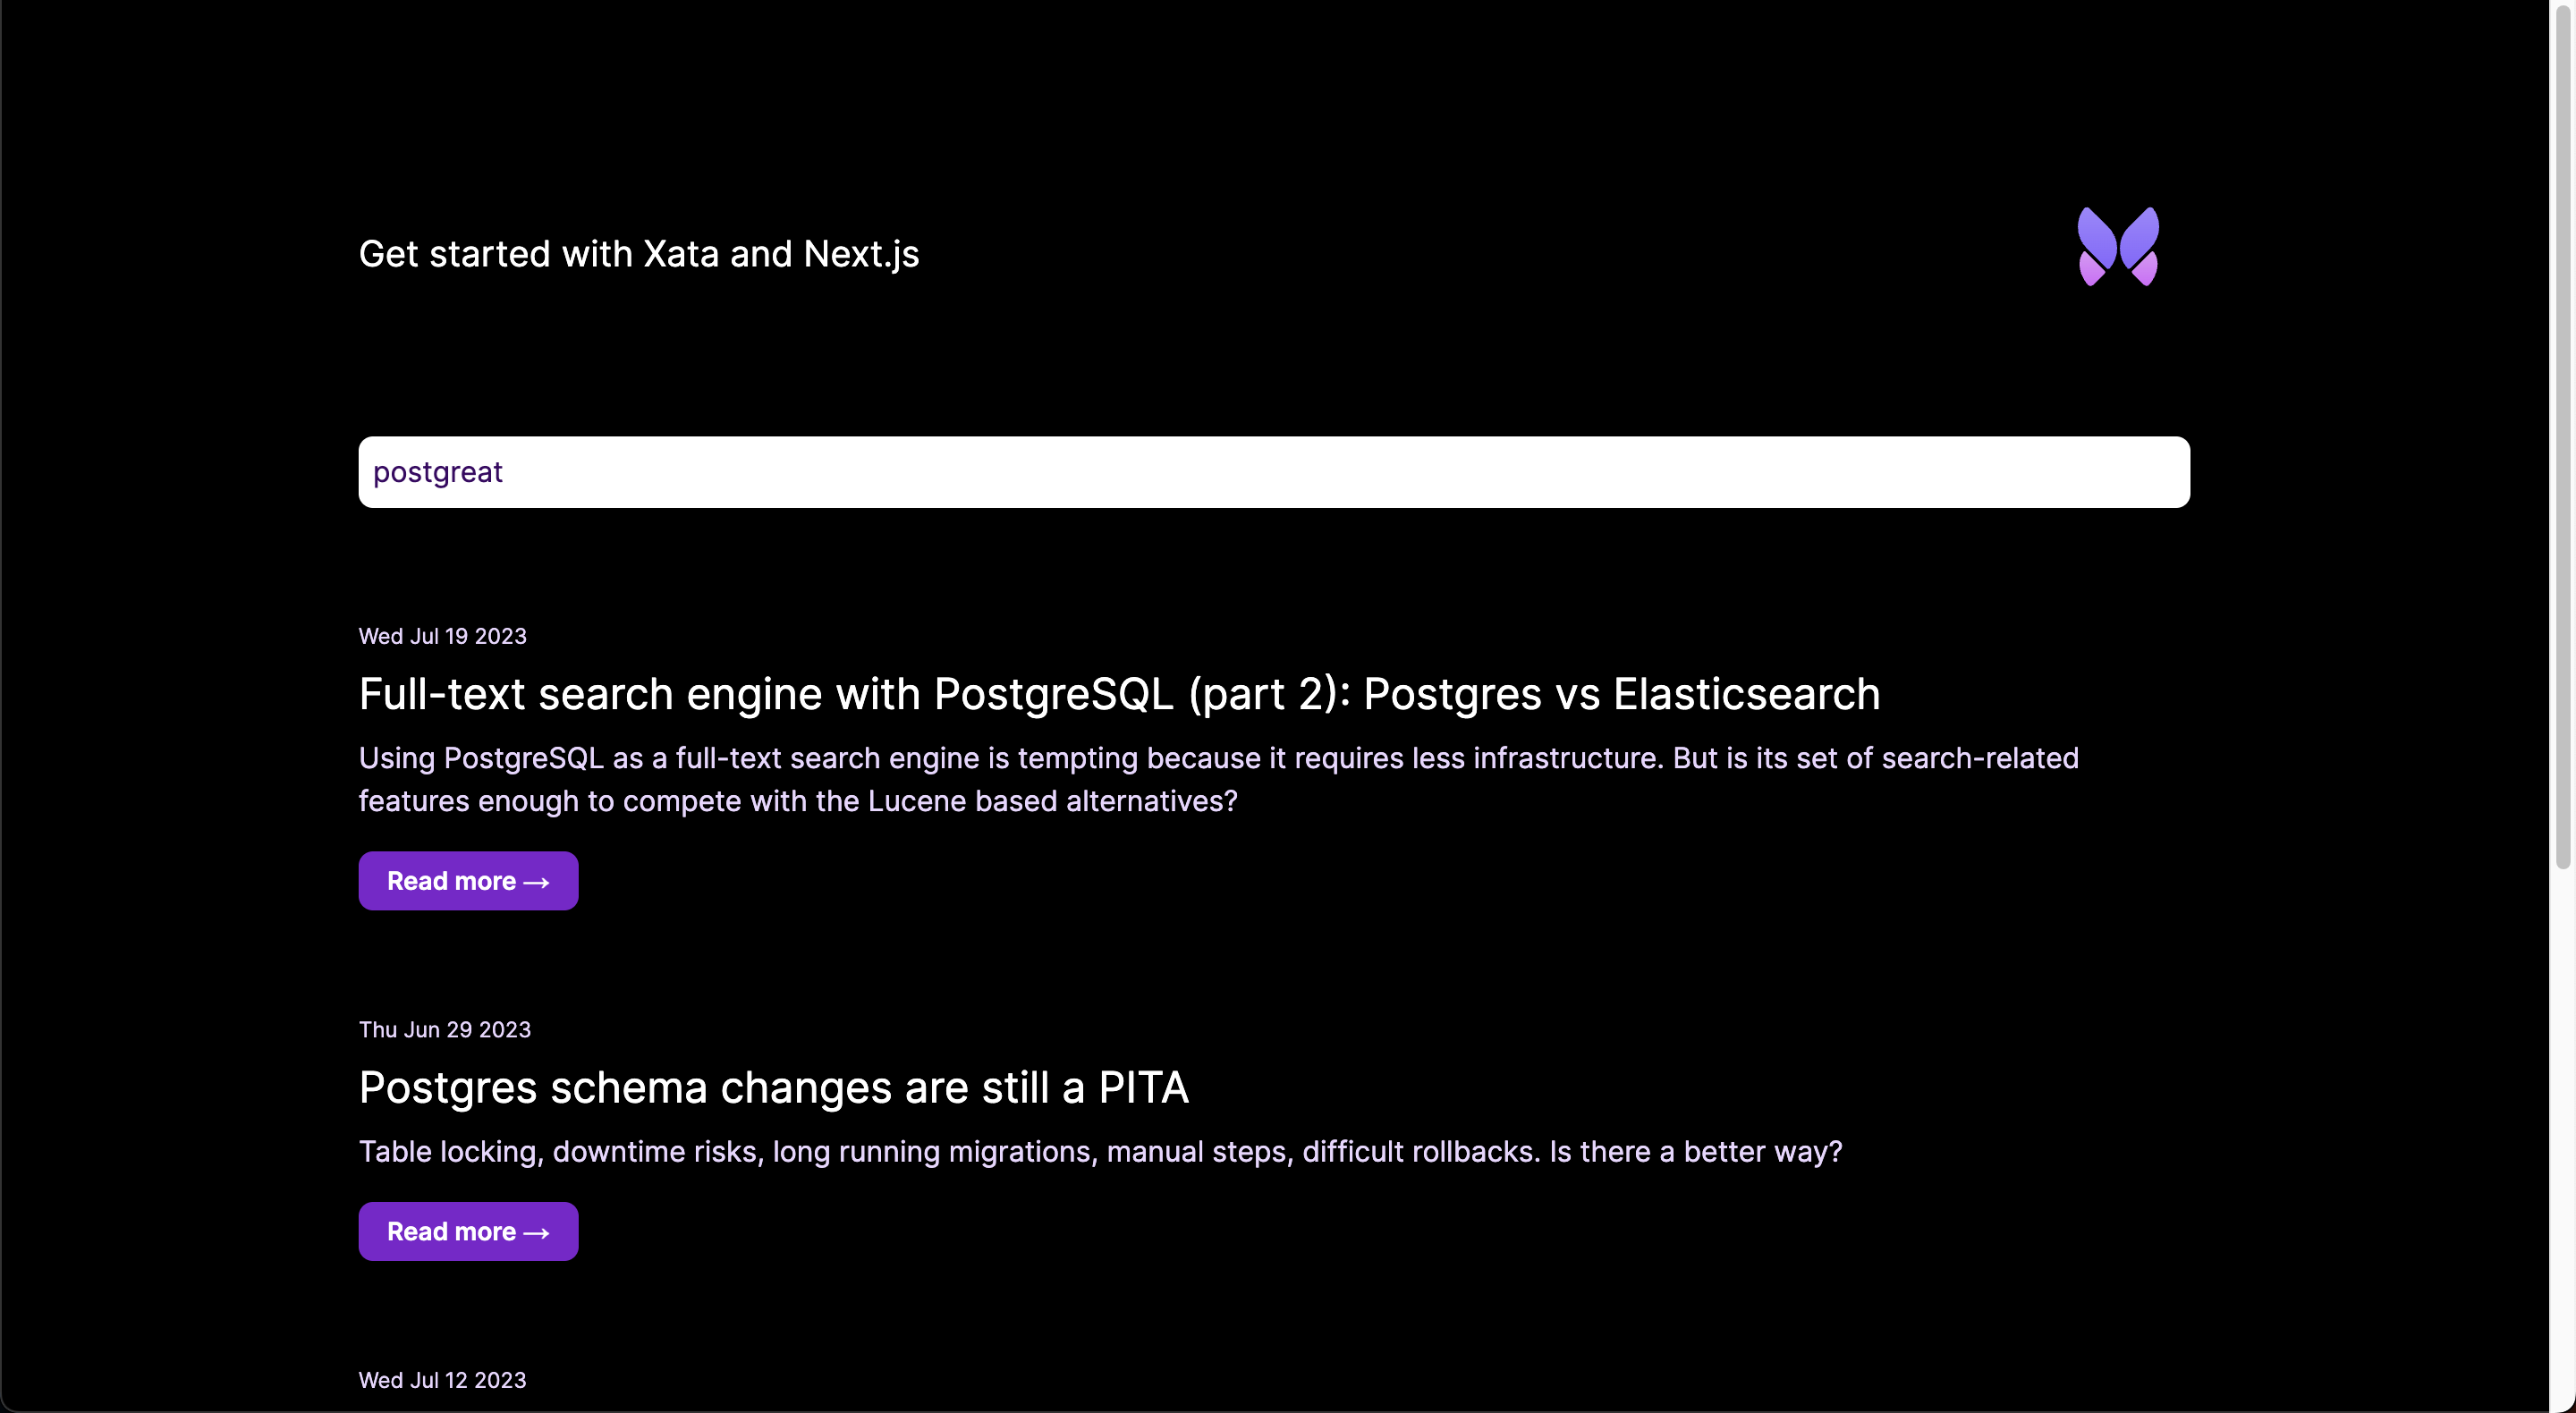 Get started with Xata and Next.js
postgreat
Wed Jul 19 2023
Full-text search engine with PostgreSQL (part 2): Postgres vs Elasticsearch
Using PostgreSQL as a full-text search engine is tempting because it requires less infrastructure. But is its set of search-related
features enough to compete with the Lucene based alternatives?
Read more →
Thu Jun 29 2023
Postgres schema changes are still a PITA
Table locking, downtime risks, long running migrations, manual steps, difficult rollbacks. Is there a better way?
Read more →
Wed Jul 12 2023